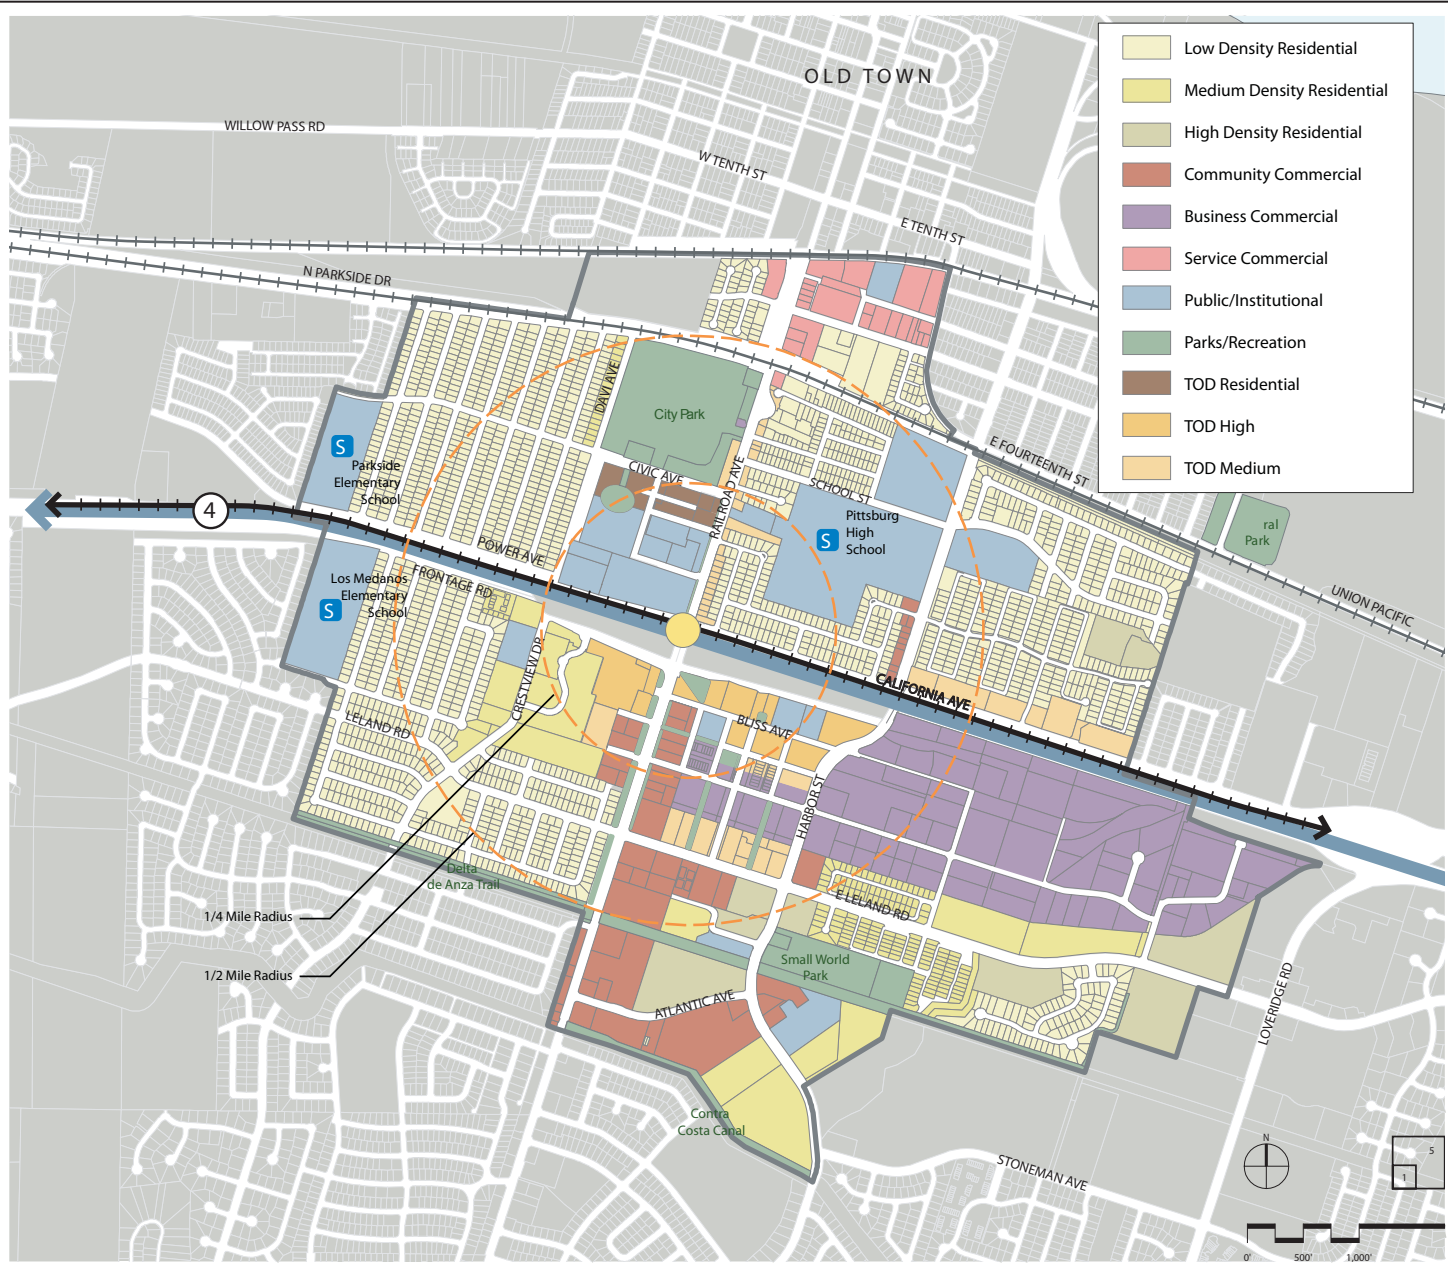 OLD TOWN
WILLOW PASS RD
W TENTH ST
E TENTH ST
N PARKSIDE DR
Low Density Residential
Medium Density Residential
High Density Residential
Community Commercial
Business Commercial
Service Commercial
Public/Institutional
Parks/Recreation
TOD Residential
TOD High
TOD Medium
DAVI AVE
City Park
CIVIC AVE
RAILROAD AVE
SCHOOL ST
E FOURTEENTH ST
S
Parkside
Elementary
School
4
S
Pittsburg
High
School
ral
Park
UNION PACIFIC
POWER AVE
FRONTAGE RD
S
Los Medanos
Elementary
School
CRESTVIEW DR
CALIFORNIA AVE
LELAND RD
BLISS AVE
HARBOR ST
Delta
de Anza Trail
E LELAND RD
1/4 Mile Radius
1/2 Mile Radius
Small World
Park
ATLANTIC AVE
LOVERIDGE RD
Contra
Costa Canal
STONEMAN AVE
N
5
1
0'
500'
1,000'